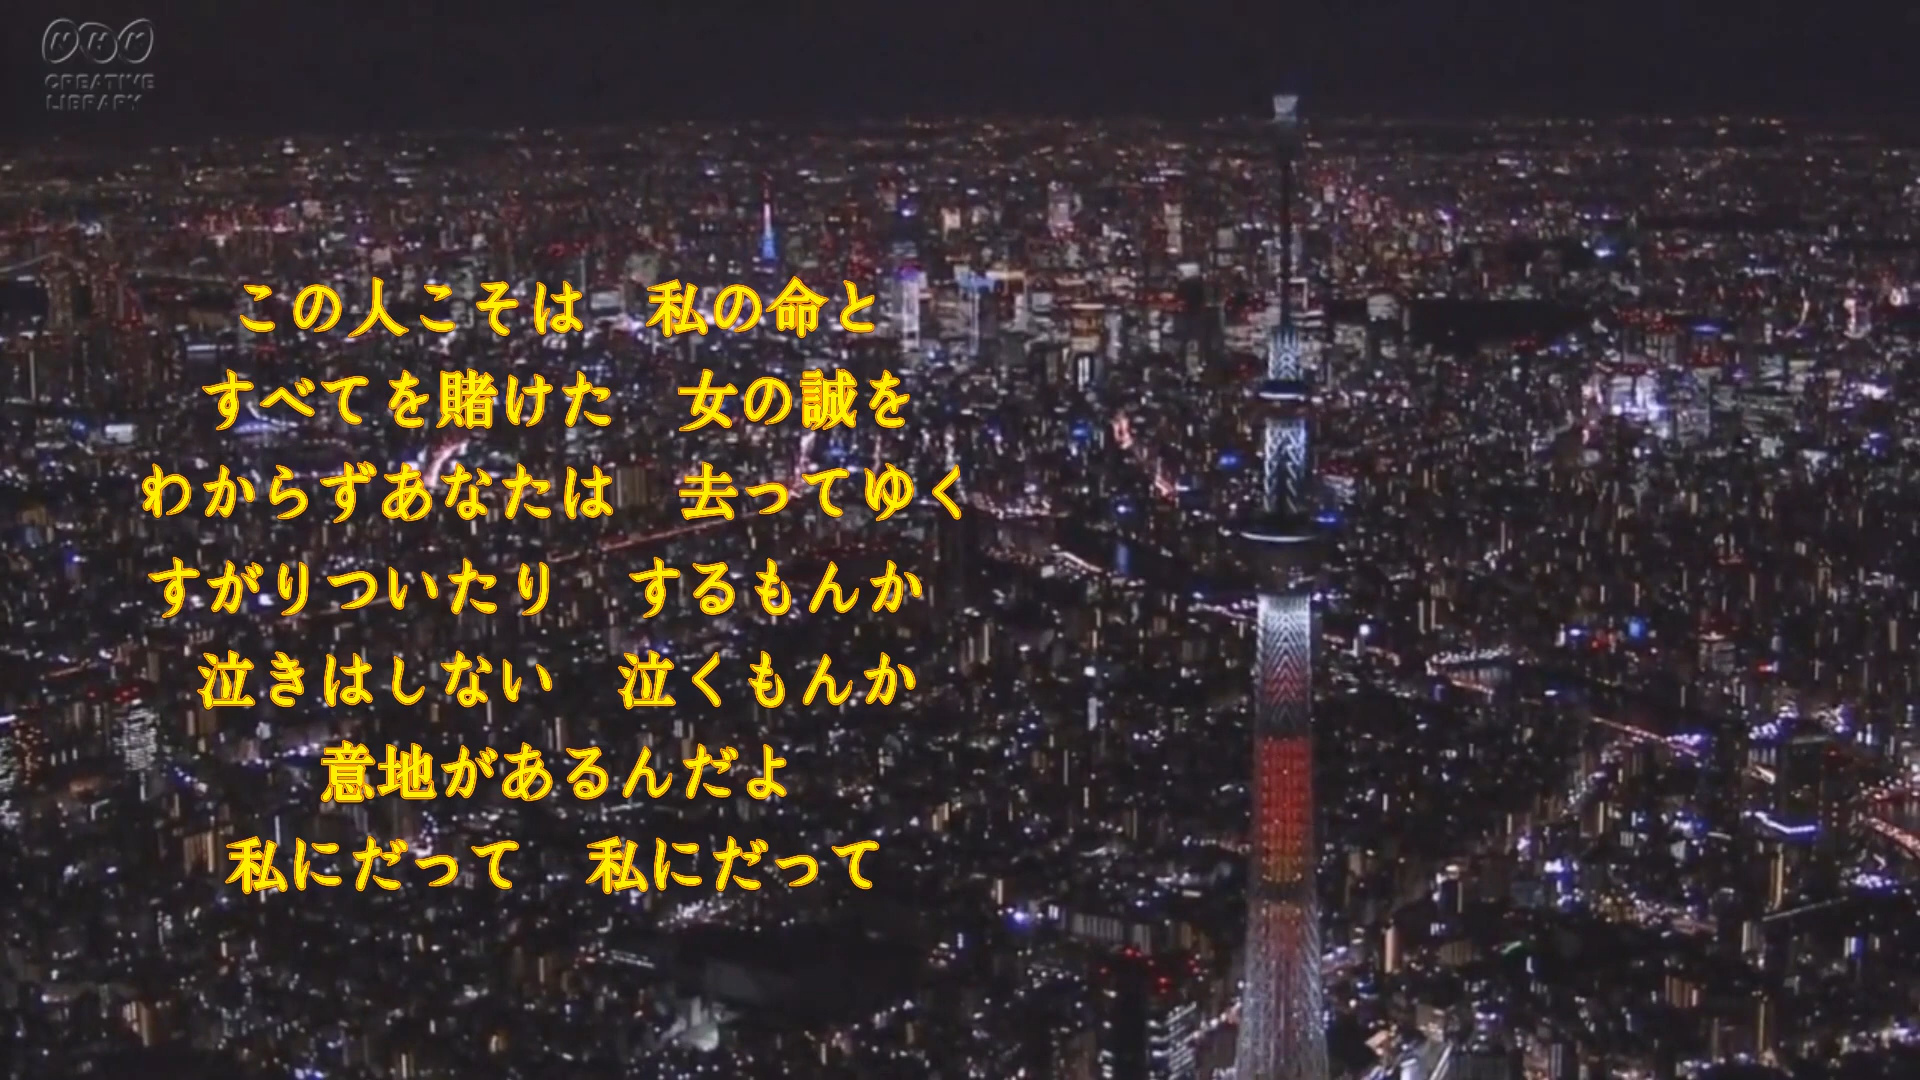 NHK
CREATIVE
LIBRARY
この人こそは　私の命と
すべてを賭けた　女の誠を
わからずあなたは　去ってゆく
すがりついたり　するもんか
泣きはしない　泣くもんか
意地があるんだよ
私にだって　私にだって